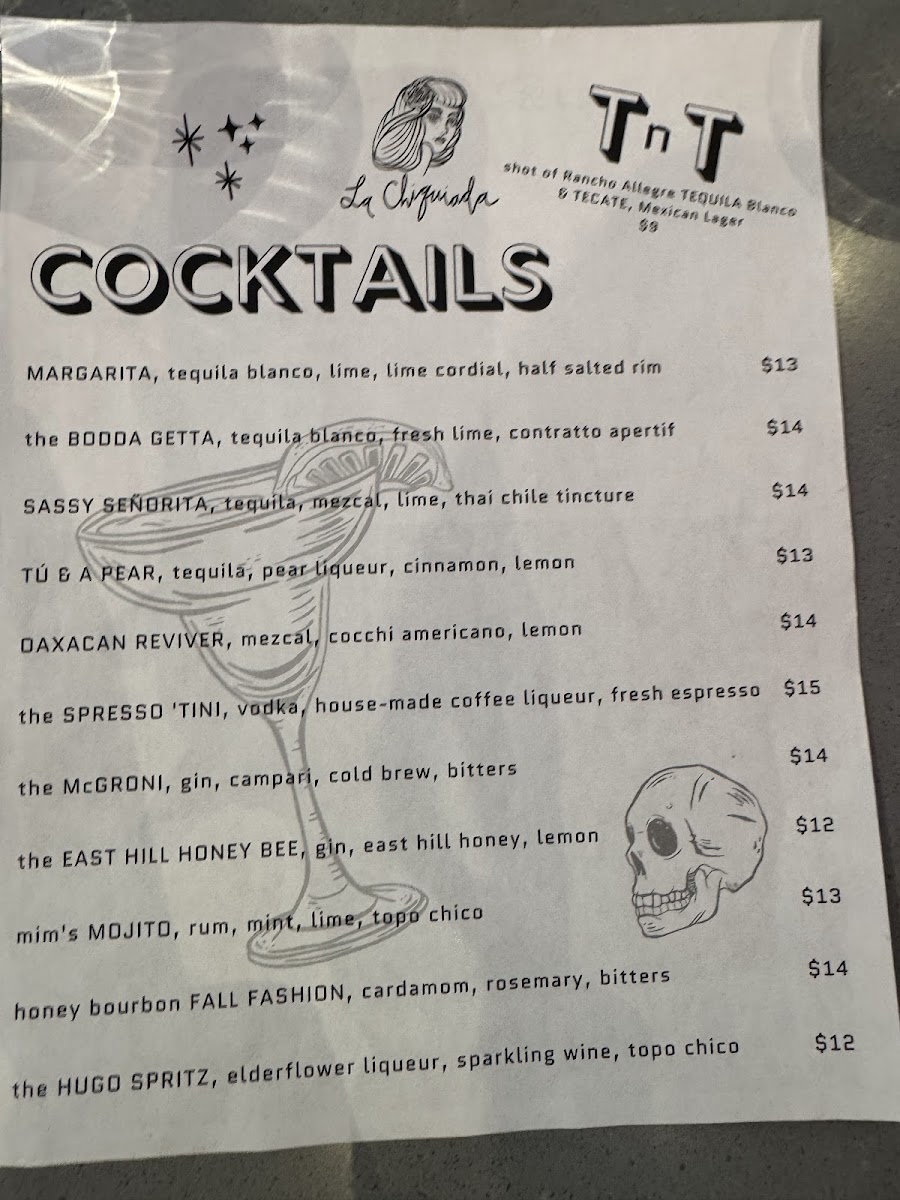 La Chiquiada
TnT
shot of Rancho Allegre TEQUILA Blanco
& TECATE, Mexican Lager
$9
COCKTAILS
MARGARITA, tequila blanco, lime, lime cordial, half salted rim $13
the BODDA GETTA, tequila blanco, fresh lime, contratto apertif $14
SASSY SEÑORITA, tequila, mezcal, lime, thai chile tincture $14
TÚ & A PEAR, tequila, pear liqueur, cinnamon, lemon $13
OAXACAN REVIVER, mezcal, cocchi americano, lemon $14
the SPRESSO 'TINI, vodka, house-made coffee liqueur, fresh espresso $15
the McGRONI, gin, campari, cold brew, bitters $14
the EAST HILL HONEY BEE, gin, east hill honey, lemon $12
mim's MOJITO, rum, mint, lime, topo chico $13
honey bourbon FALL FASHION, cardamom, rosemary, bitters $14
the HUGO SPRITZ, elderflower liqueur, sparkling wine, topo chico $12